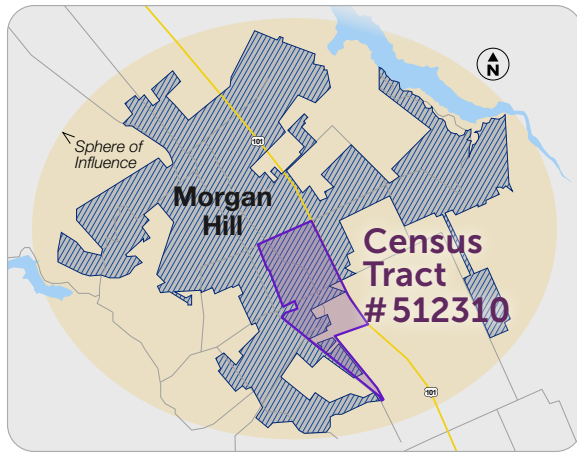 N
101
Sphere of
Influence
Morgan
Hill
Census
Tract
# 512310
101